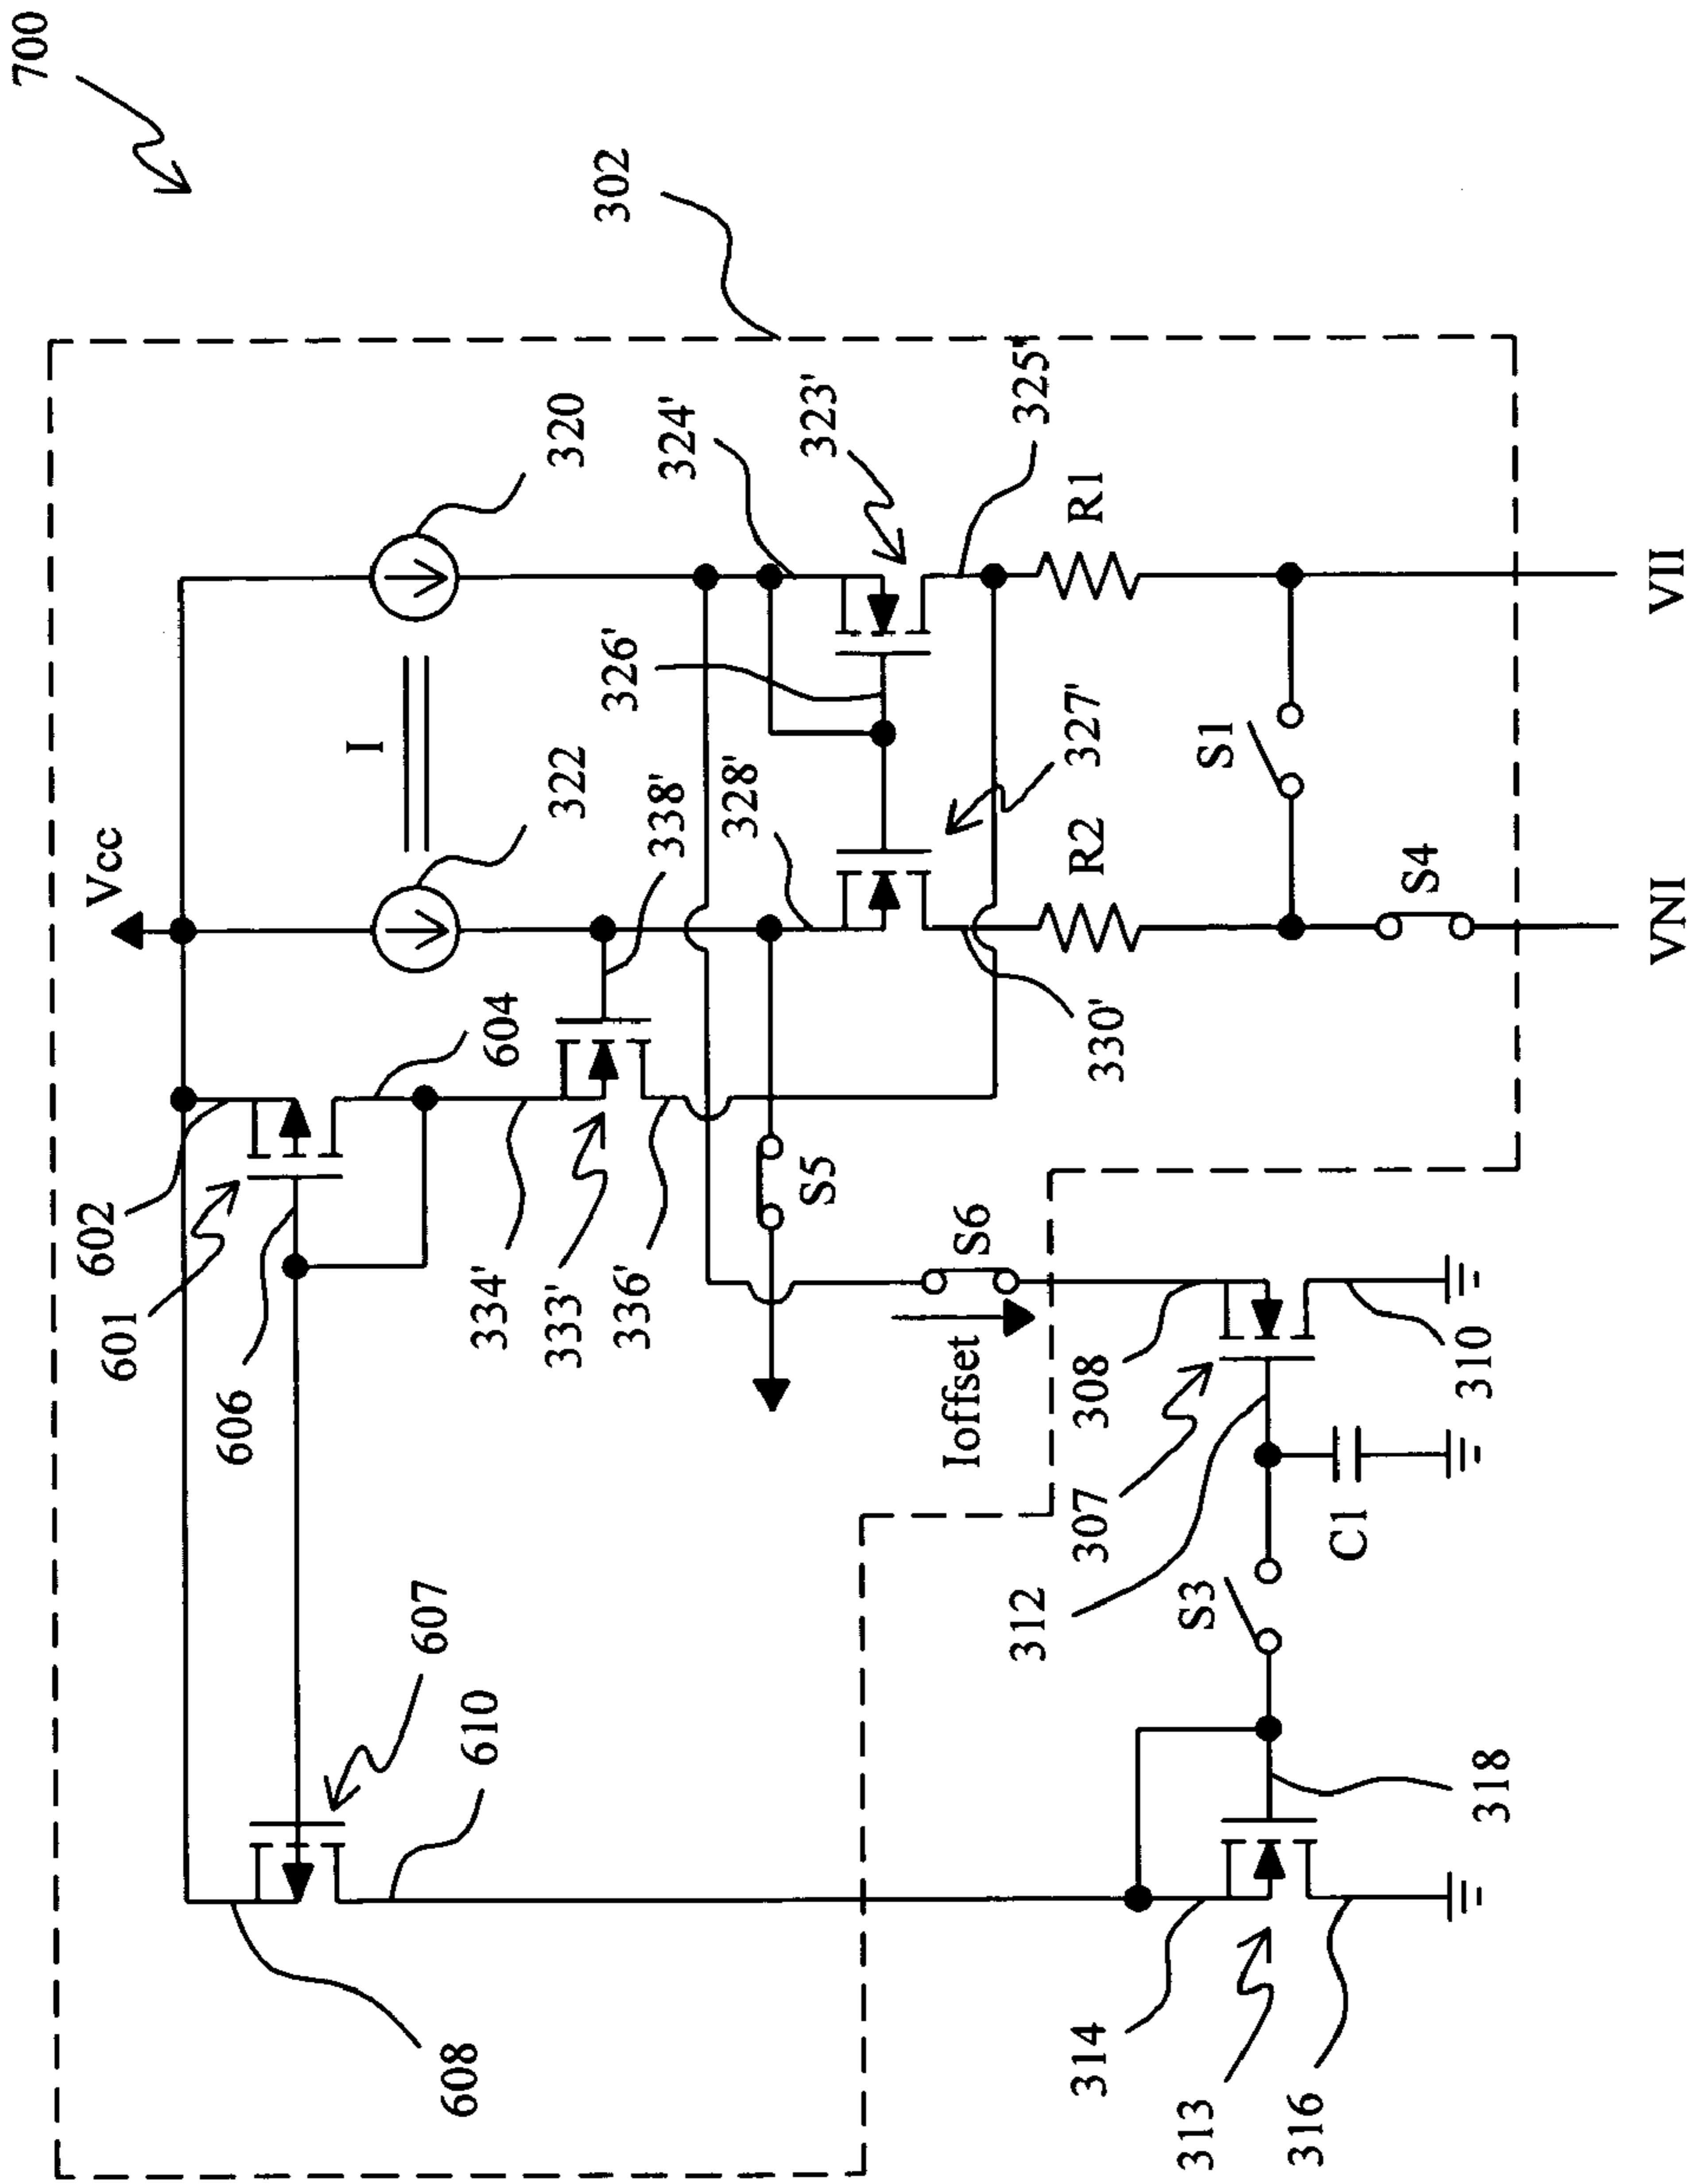 700
302
Vcc
I
320
322
324'
323'
325'
326'
338'
328'
327'
R1
R2
330'
S1
S4
VII
VNI
602
601
604
606
334'
333'
336'
S5
S6
Ioffset
308
307
310
312
C1
S3
607
610
608
318
314
313
316